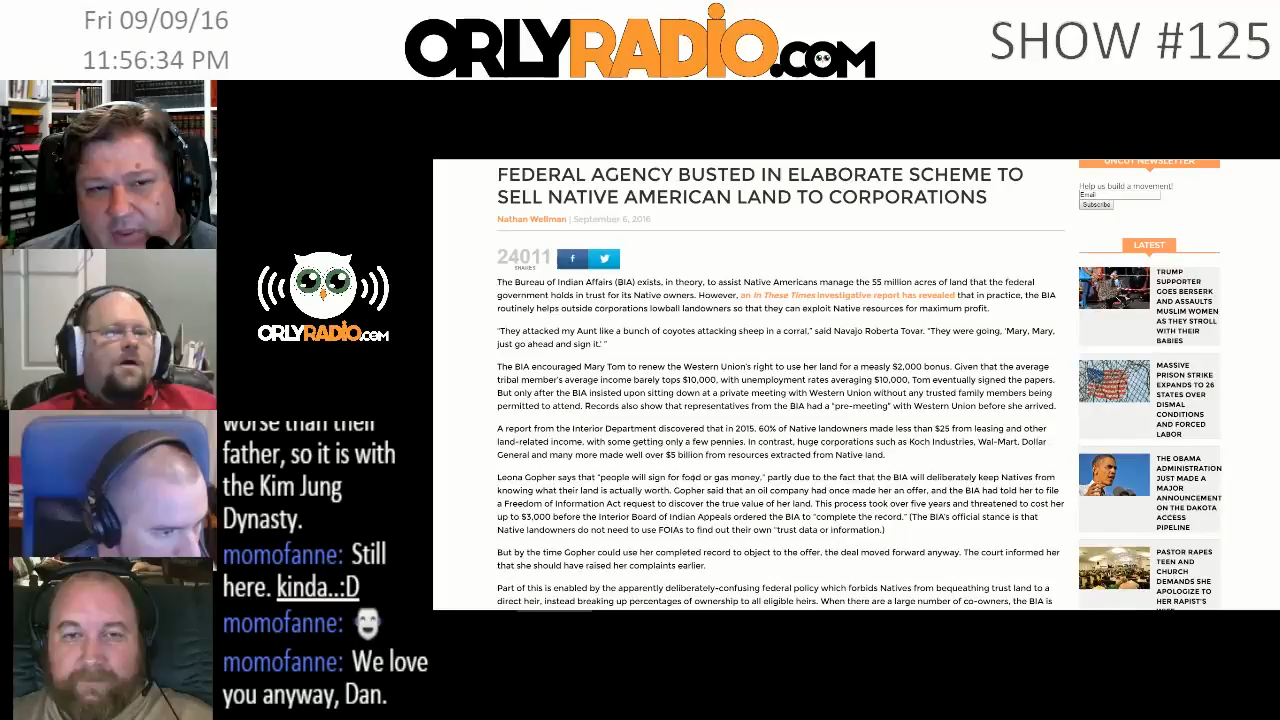 Fri 09/09/16
11:56:34 PM
ORLYRADIO.COM
SHOW #125
ORLYRADIO.COM
worse than their
father, so it is with
the Kim Jung
Dynasty.
momofanne: Still
here. kinda..:D
momofanne:
momofanne: We love
you anyway, Dan.
FEDERAL AGENCY BUSTED IN ELABORATE SCHEME TO
SELL NATIVE AMERICAN LAND TO CORPORATIONS
Nathan Wellman | September 6, 2016
24011
SHARES
The Bureau of Indian Affairs (BIA) exists, in theory, to assist Native Americans manage the 55 million acres of land that the federal
government holds in trust for its Native owners. However, an In These Times investigative report has revealed that in practice, the BIA
routinely helps outside corporations lowball landowners so that they can exploit Native resources for maximum profit.
"They attacked my Aunt like a bunch of coyotes attacking sheep in a corral," said Navajo Roberta Tovar. "They were going, 'Mary, Mary,
just go ahead and sign it.' "
The BIA encouraged Mary Tom to renew the Western Union's right to use her land for a measly $2,000 bonus. Given that the average
tribal member's average income barely tops $10,000, with unemployment rates averaging $10,000, Tom eventually signed the papers.
But only after the BIA insisted upon sitting down at a private meeting with Western Union without any trusted family members being
permitted to attend. Records also show that representatives from the BIA had a "pre-meeting" with Western Union before she arrived.
A report from the Interior Department discovered that in 2015, 60% of Native landowners made less than $25 from leasing and other
land-related income, with some getting only a few pennies. In contrast, huge corporations such as Koch Industries, Wal-Mart, Dollar
General and many more made well over $5 billion from resources extracted from Native land.
Leona Gopher says that "people will sign for food or gas money," partly due to the fact that the BIA will deliberately keep Natives from
knowing what their land is actually worth. Gopher said that an oil company had once made her an offer, and the BIA had told her to file
a Freedom of Information Act request to discover the true value of her land. This process took over five years and threatened to cost her
up to $3,000 before the Interior Board of Indian Appeals ordered the BIA to "complete the record." (The BIA's official stance is that
Native landowners do not need to use FOIAs to find out their own "trust data or information.)
But by the time Gopher could use her completed record to object to the offer, the deal moved forward anyway. The court informed her
that she should have raised her complaints earlier.
Part of this is enabled by the apparently deliberately-confusing federal policy which forbids Natives from bequeathing trust land to a
direct heir, instead breaking up percentages of ownership to all eligible heirs. When there are a large number of co-owners, the BIA is
UNCUT NEWSLETTER
Help us build a movement!
Email
Subscribe
LATEST
TRUMP
SUPPORTER
GOES BERSERK
AND ASSAULTS
MUSLIM WOMEN
AS THEY STROLL
WITH THEIR
BABIES
MASSIVE
PRISON STRIKE
EXPANDS TO 26
STATES OVER
DISMAL
CONDITIONS
AND FORCED
LABOR
THE OBAMA
ADMINISTRATION
JUST MADE A
MAJOR
ANNOUNCEMENT
ON THE DAKOTA
ACCESS
PIPELINE
PASTOR RAPES
TEEN AND
CHURCH
DEMANDS SHE
APOLOGIZE TO
HER RAPIST'S